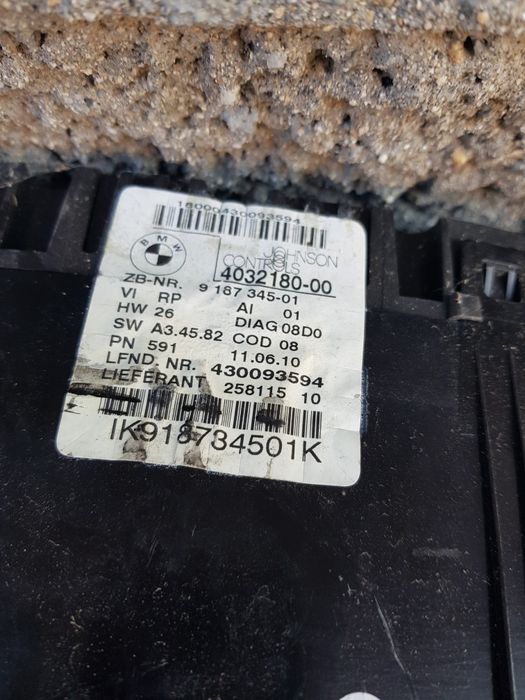 18000430093594
BMW
JOHNSON CONTROLS
4032180-00
ZB-NR. 9 187 345-01
VI RP AI 01
HW 26 DIAG 08D0
SW A3.45.82 COD 08
PN 591 11.06.10
LFND. NR. 430093594
LIEFERANT 258115 10
IK918734501K